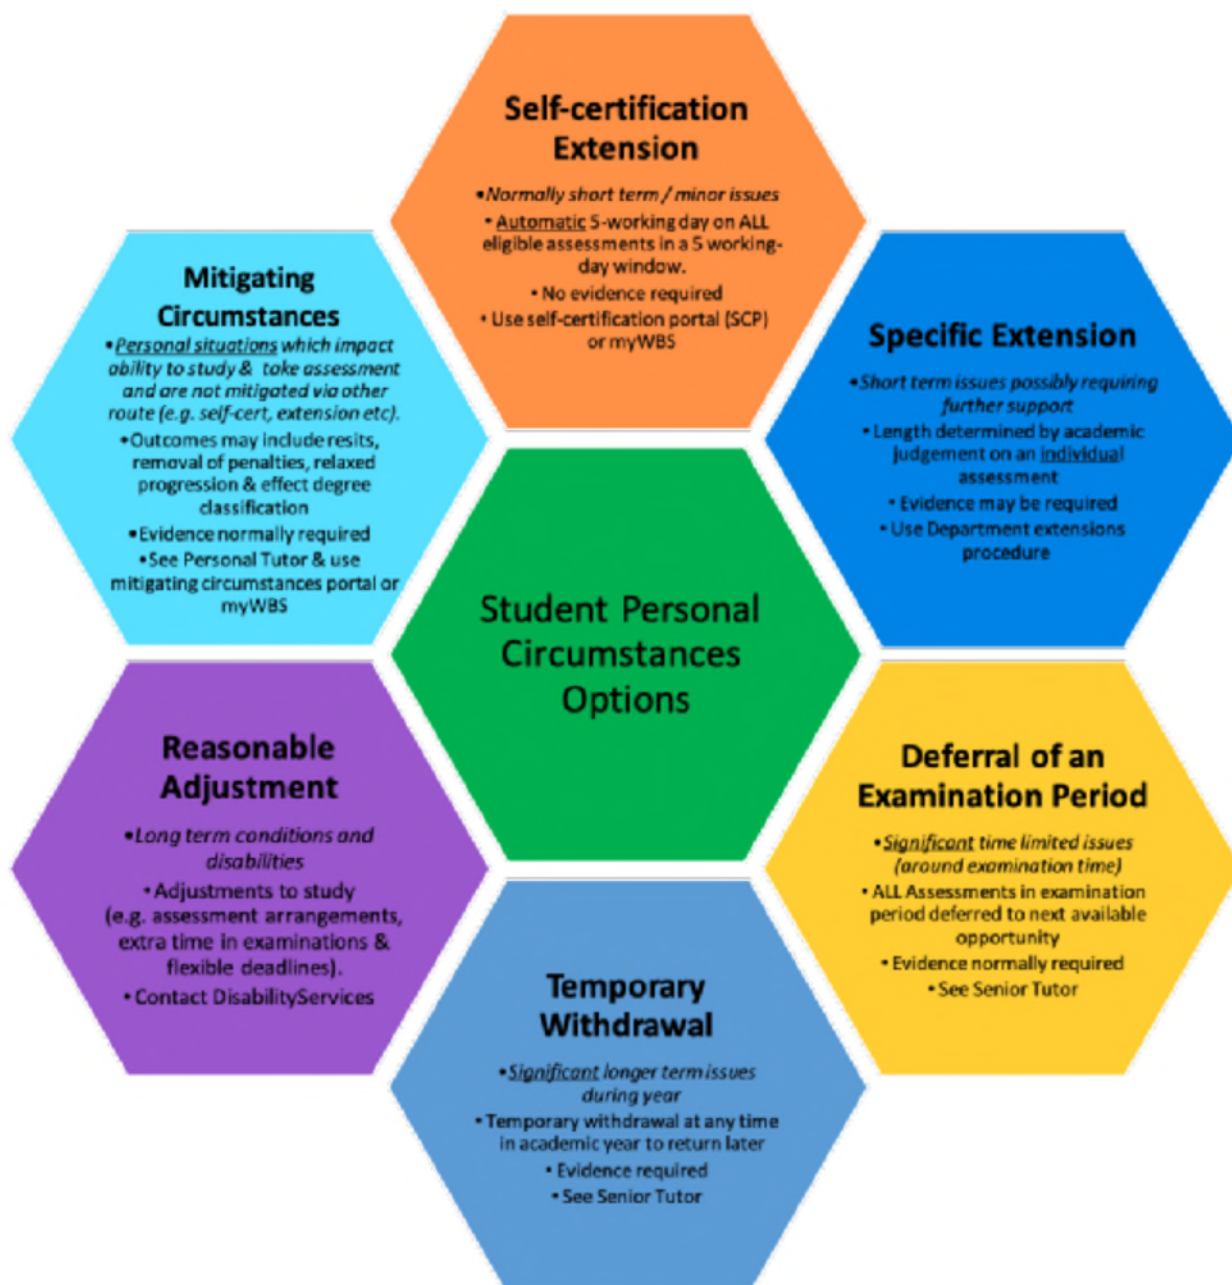 Self-certification
Extension
•Normally short term / minor issues
• Automatic 5-working day on ALL
eligible assessments in a 5 working-
day window.
• No evidence required
• Use self-certification portal (SCP)
or myWBS
Mitigating
Circumstances
•Personal situations which impact
ability to study & take assessment
and are not mitigated via other
route (e.g. self-cert, extension etc).
•Outcomes may include resits,
removal of penalties, relaxed
progression & effect degree
classification
•Evidence normally required
•See Personal Tutor & use
mitigating circumstances portal or
myWBS
Specific Extension
•Short term issues possibly requiring
further support
• Length determined by academic
judgement on an individual
assessment
• Evidence may be required
• Use Department extensions
procedure
Student Personal
Circumstances
Options
Reasonable
Adjustment
•Long term conditions and
disabilities
• Adjustments to study
(e.g. assessment arrangements,
extra time in examinations &
flexible deadlines).
• Contact DisabilityServices
Deferral of an
Examination Period
•Significant time limited issues
(around examination time)
• ALL Assessments in examination
period deferred to next available
opportunity
• Evidence normally required
• See Senior Tutor
Temporary
Withdrawal
•Significant longer term issues
during year
• Temporary withdrawal at any time
in academic year to return later
• Evidence required
• See Senior Tutor